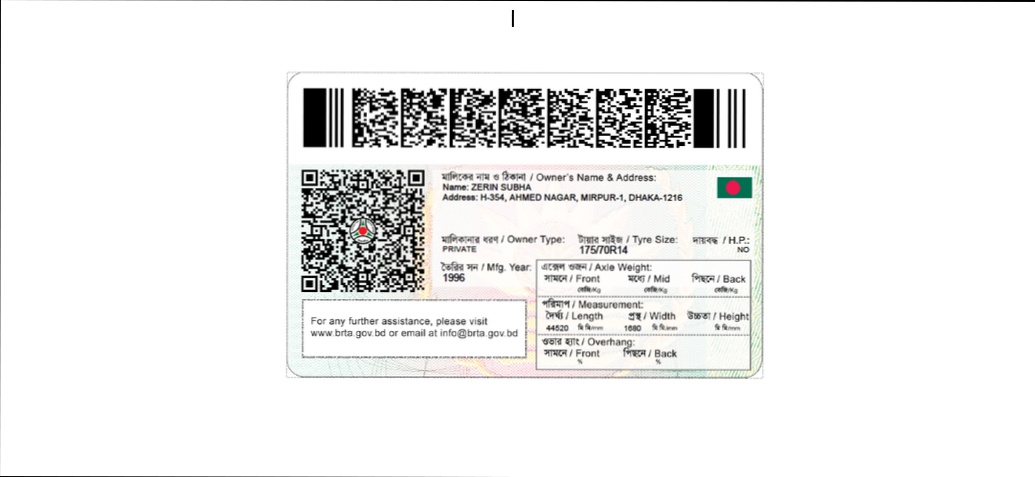 মালিকের নাম ও ঠিকানা / Owner's Name & Address:
Name: ZERIN SUBHA
Address: H-354, AHMED NAGAR, MIRPUR-1, DHAKA-1216
মালিকানার ধরণ / Owner Type: টায়ার সাইজ / Tyre Size: দায়বদ্ধ / H.P.:
PRIVATE 175/70R14 NO
তৈরির সন / Mfg. Year:
1996
এক্সেল ওজন / Axle Weight:
সামনে / Front মধ্যে / Mid পিছনে / Back
কেজি/Kg কেজি/Kg কেজি/Kg
পরিমাপ / Measurement:
দৈর্ঘ্য / Length প্রস্থ / Width উচ্চতা / Height
44520 মি মি/mm 1680 মি মি/mm মি মি/mm
ওভার হ্যাং / Overhang:
সামনে / Front পিছনে / Back
% %
For any further assistance, please visit
www.brta.gov.bd or email at info@brta.gov.bd